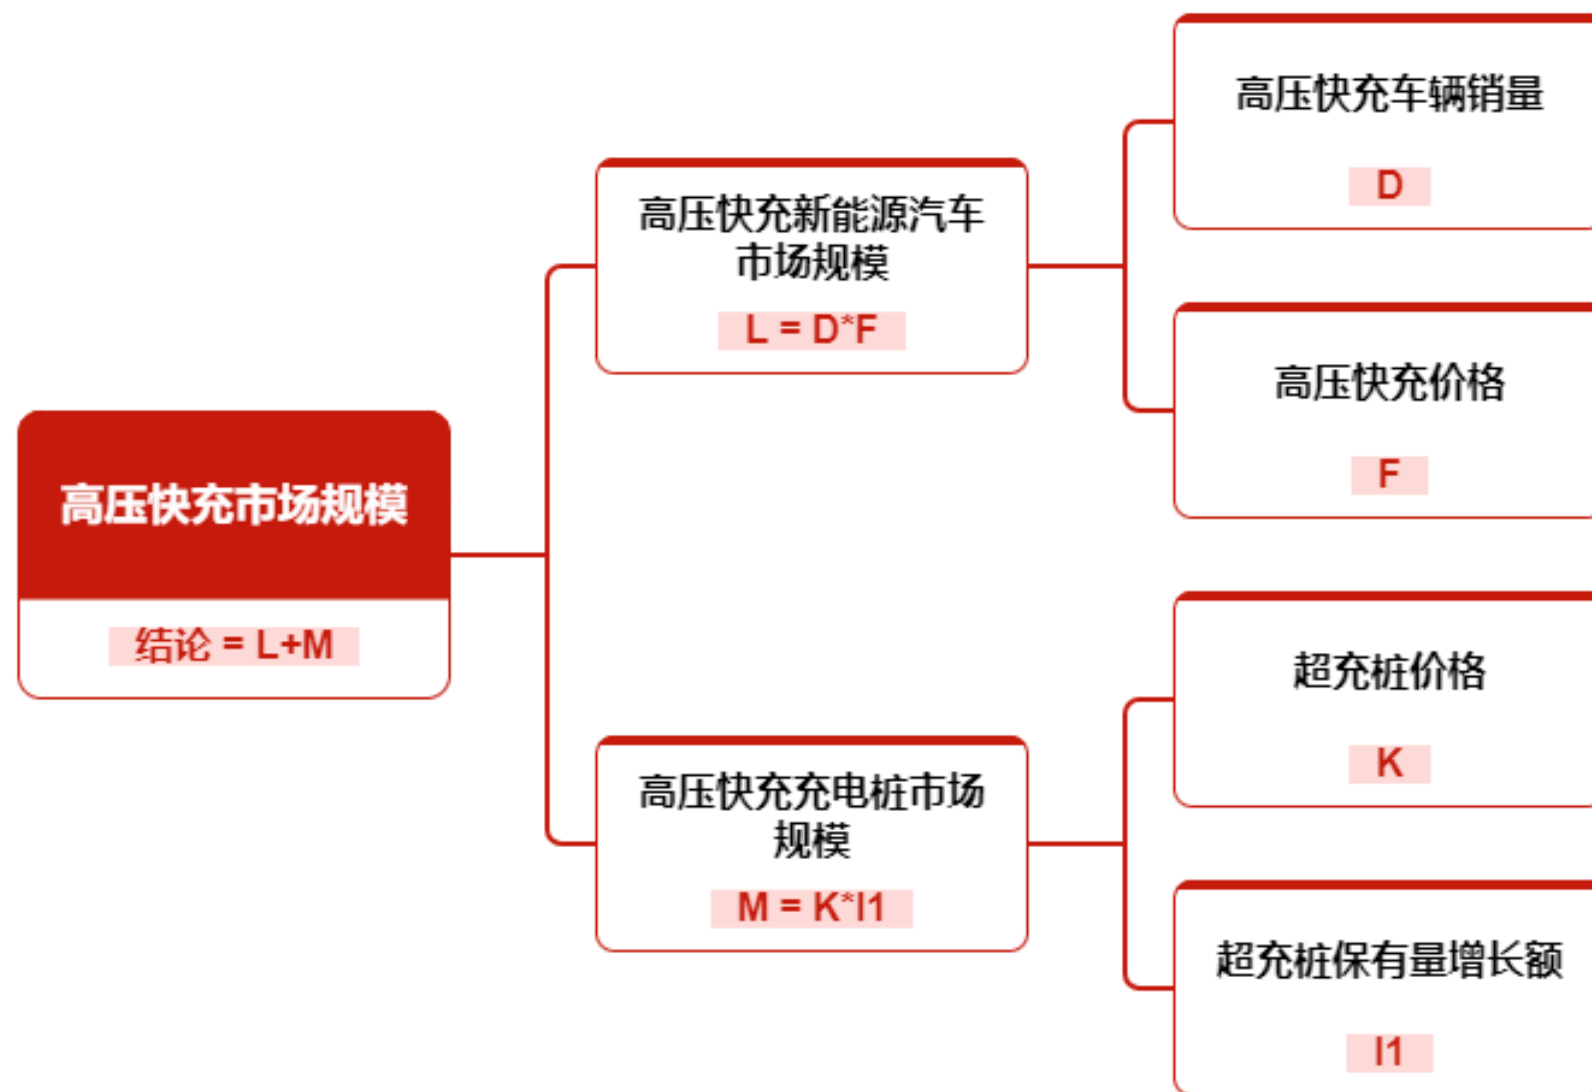 高压快充市场规模
结论 = L+M
高压快充新能源汽车
市场规模
L = D*F
高压快充车辆销量
D
高压快充价格
F
高压快充充电桩市场
规模
M = K*I1
超充桩价格
K
超充桩保有量增长额
I1